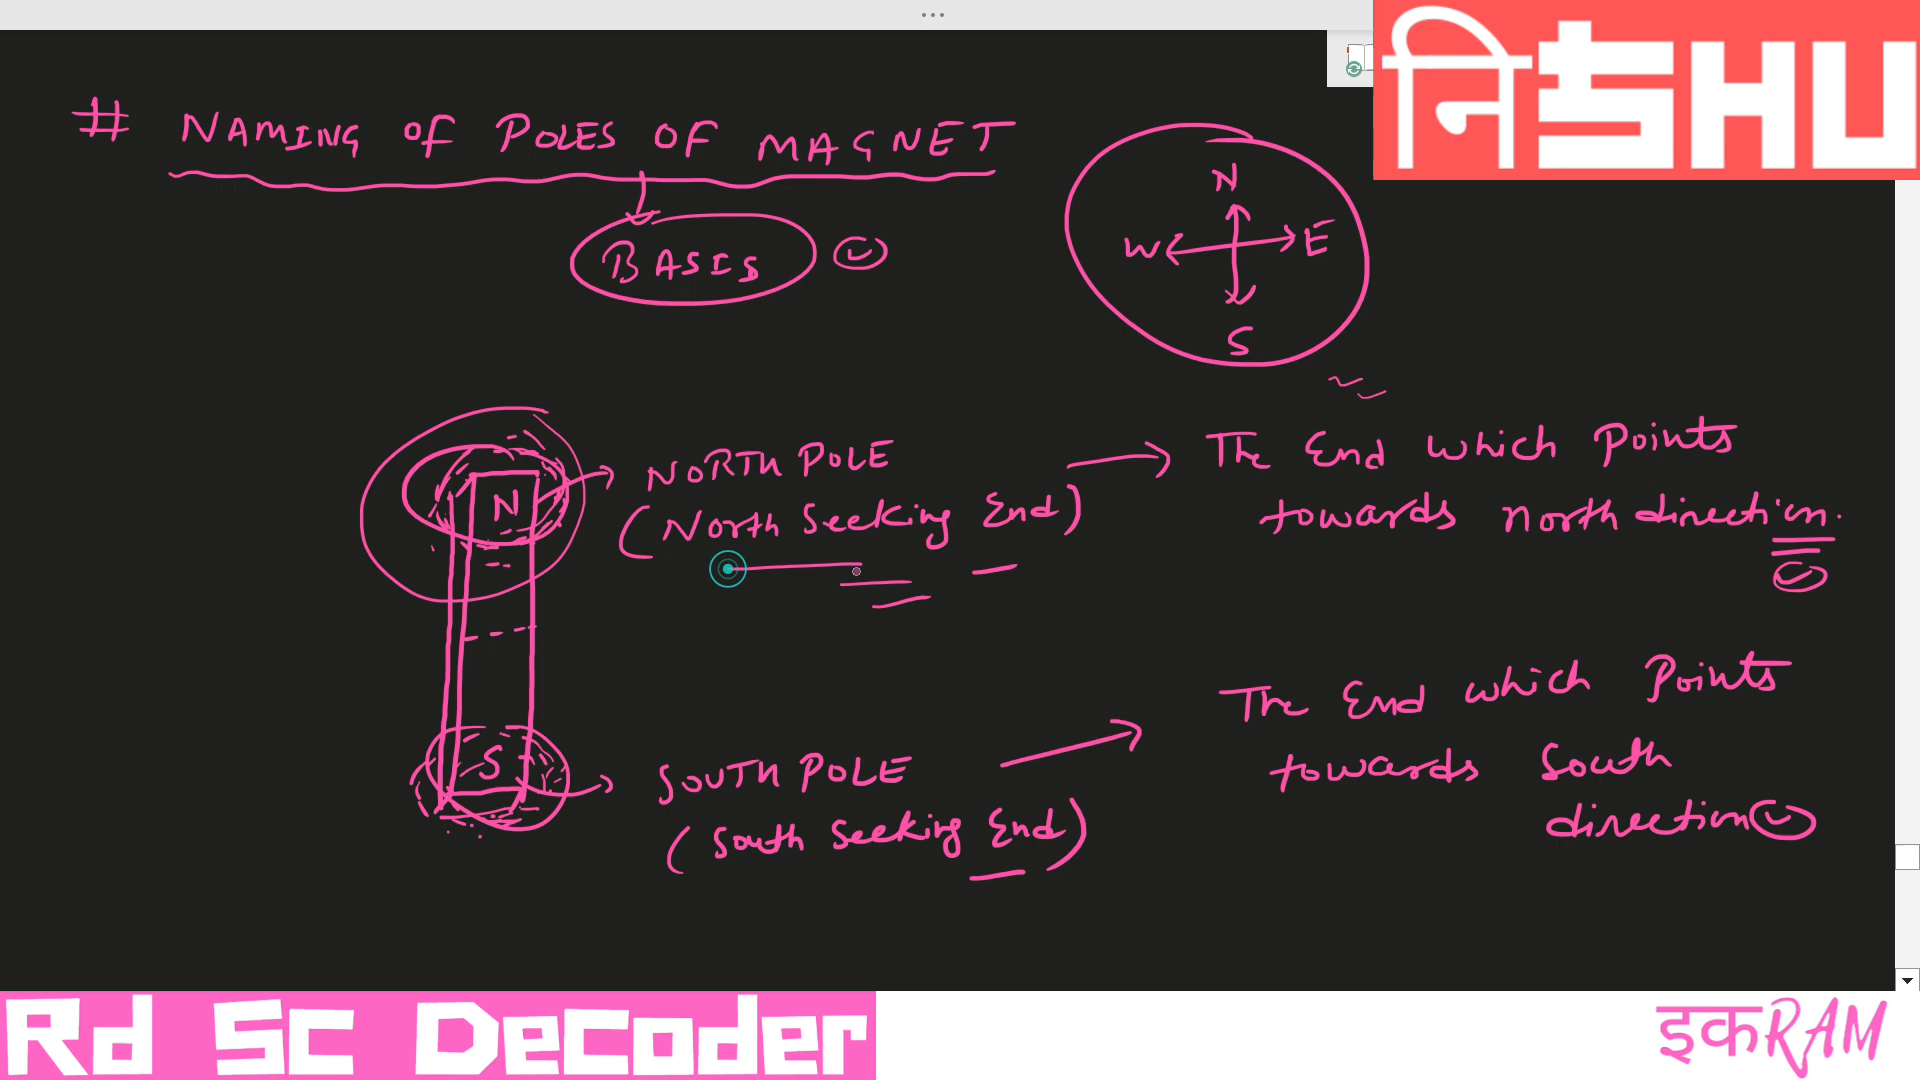 निSHU
# NAMING OF POLES OF MAGNET
BASIS
N
W E
S
N
NORTH POLE
(North Seeking End)
The End which Points
towards north direction.
S
SOUTH POLE
(South Seeking End)
The End which Points
towards South
direction
Rd Sc Decoder
इकRAM